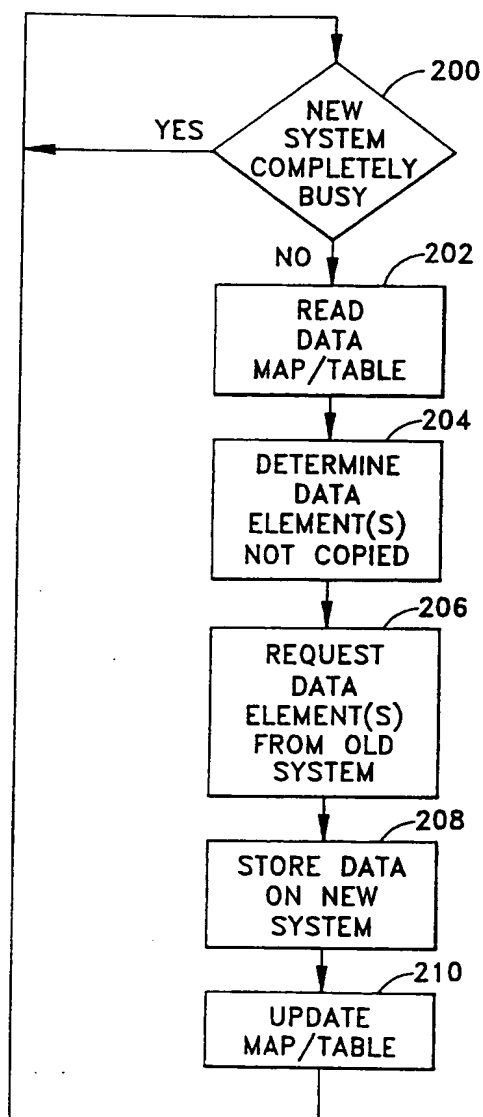 200
NEW
SYSTEM
COMPLETELY
BUSY
YES
NO
202
READ
DATA
MAP/TABLE
204
DETERMINE
DATA
ELEMENT(S)
NOT COPIED
206
REQUEST
DATA
ELEMENT(S)
FROM OLD
SYSTEM
208
STORE DATA
ON NEW
SYSTEM
210
UPDATE
MAP/TABLE